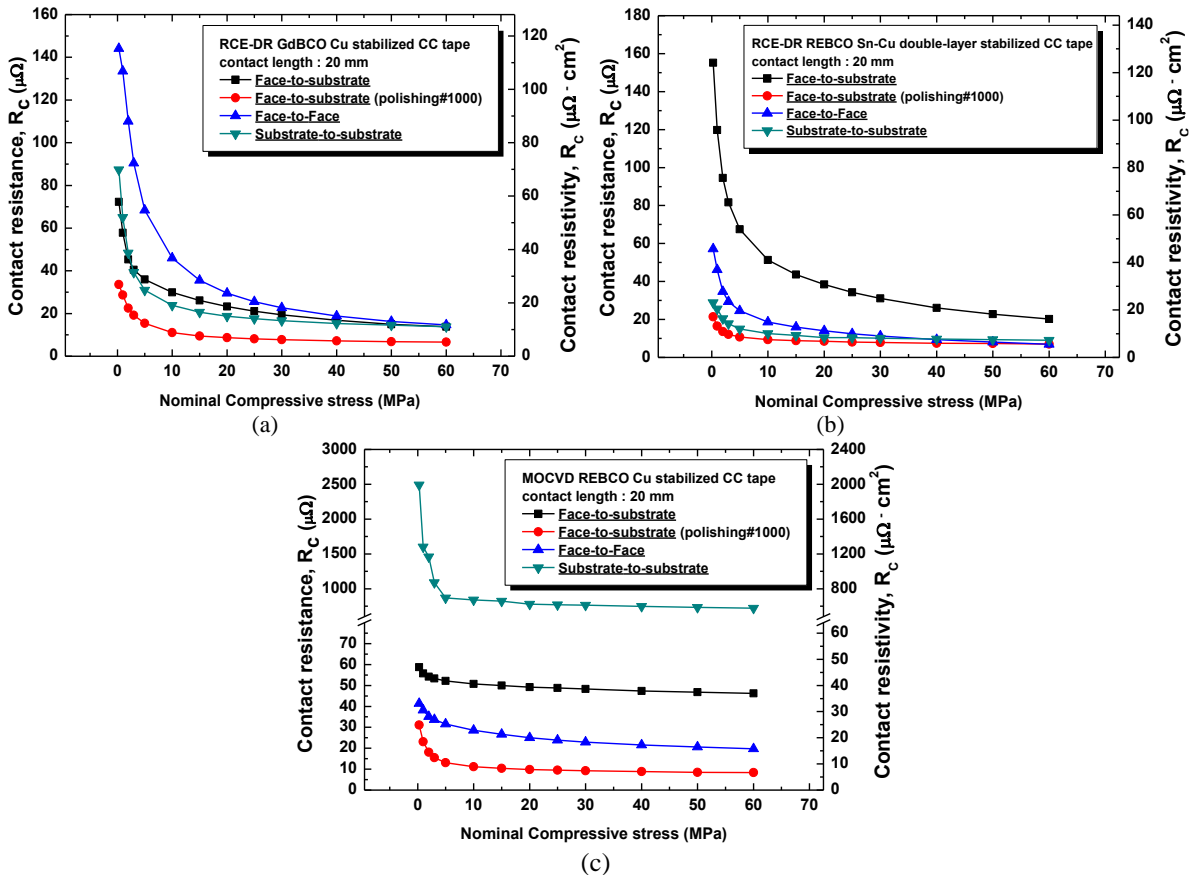 160
140
120
100
80
60
40
20
0
Contact resistance, R_C (μΩ)
RCE-DR GdBCO Cu stabilized CC tape
contact length : 20 mm
Face-to-substrate
Face-to-substrate (polishing#1000)
Face-to-Face
Substrate-to-substrate
120
100
80
60
40
20
0
Contact resistivity, R_C (μΩ· cm²)
0 10 20 30 40 50 60 70
Nominal Compressive stress (MPa)
(a)
180
160
140
120
100
80
60
40
20
0
Contact resistance, R_C (μΩ)
RCE-DR REBCO Sn-Cu double-layer stabilized CC tape
contact length : 20 mm
Face-to-substrate
Face-to-substrate (polishing#1000)
Face-to-Face
Substrate-to-substrate
140
120
100
80
60
40
20
0
Contact resistivity, R_C (μΩ· cm²)
0 10 20 30 40 50 60 70
Nominal Compressive stress (MPa)
(b)
3000
2500
2000
1500
1000
70
60
50
40
30
20
10
0
Contact resistance, R_C (μΩ)
MOCVD REBCO Cu stabilized CC tape
contact length : 20 mm
Face-to-substrate
Face-to-substrate (polishing#1000)
Face-to-Face
Substrate-to-substrate
2400
2000
1600
1200
800
60
50
40
30
20
10
0
Contact resistivity, R_C (μΩ· cm²)
0 10 20 30 40 50 60 70
Nominal Compressive stress (MPa)
(c)